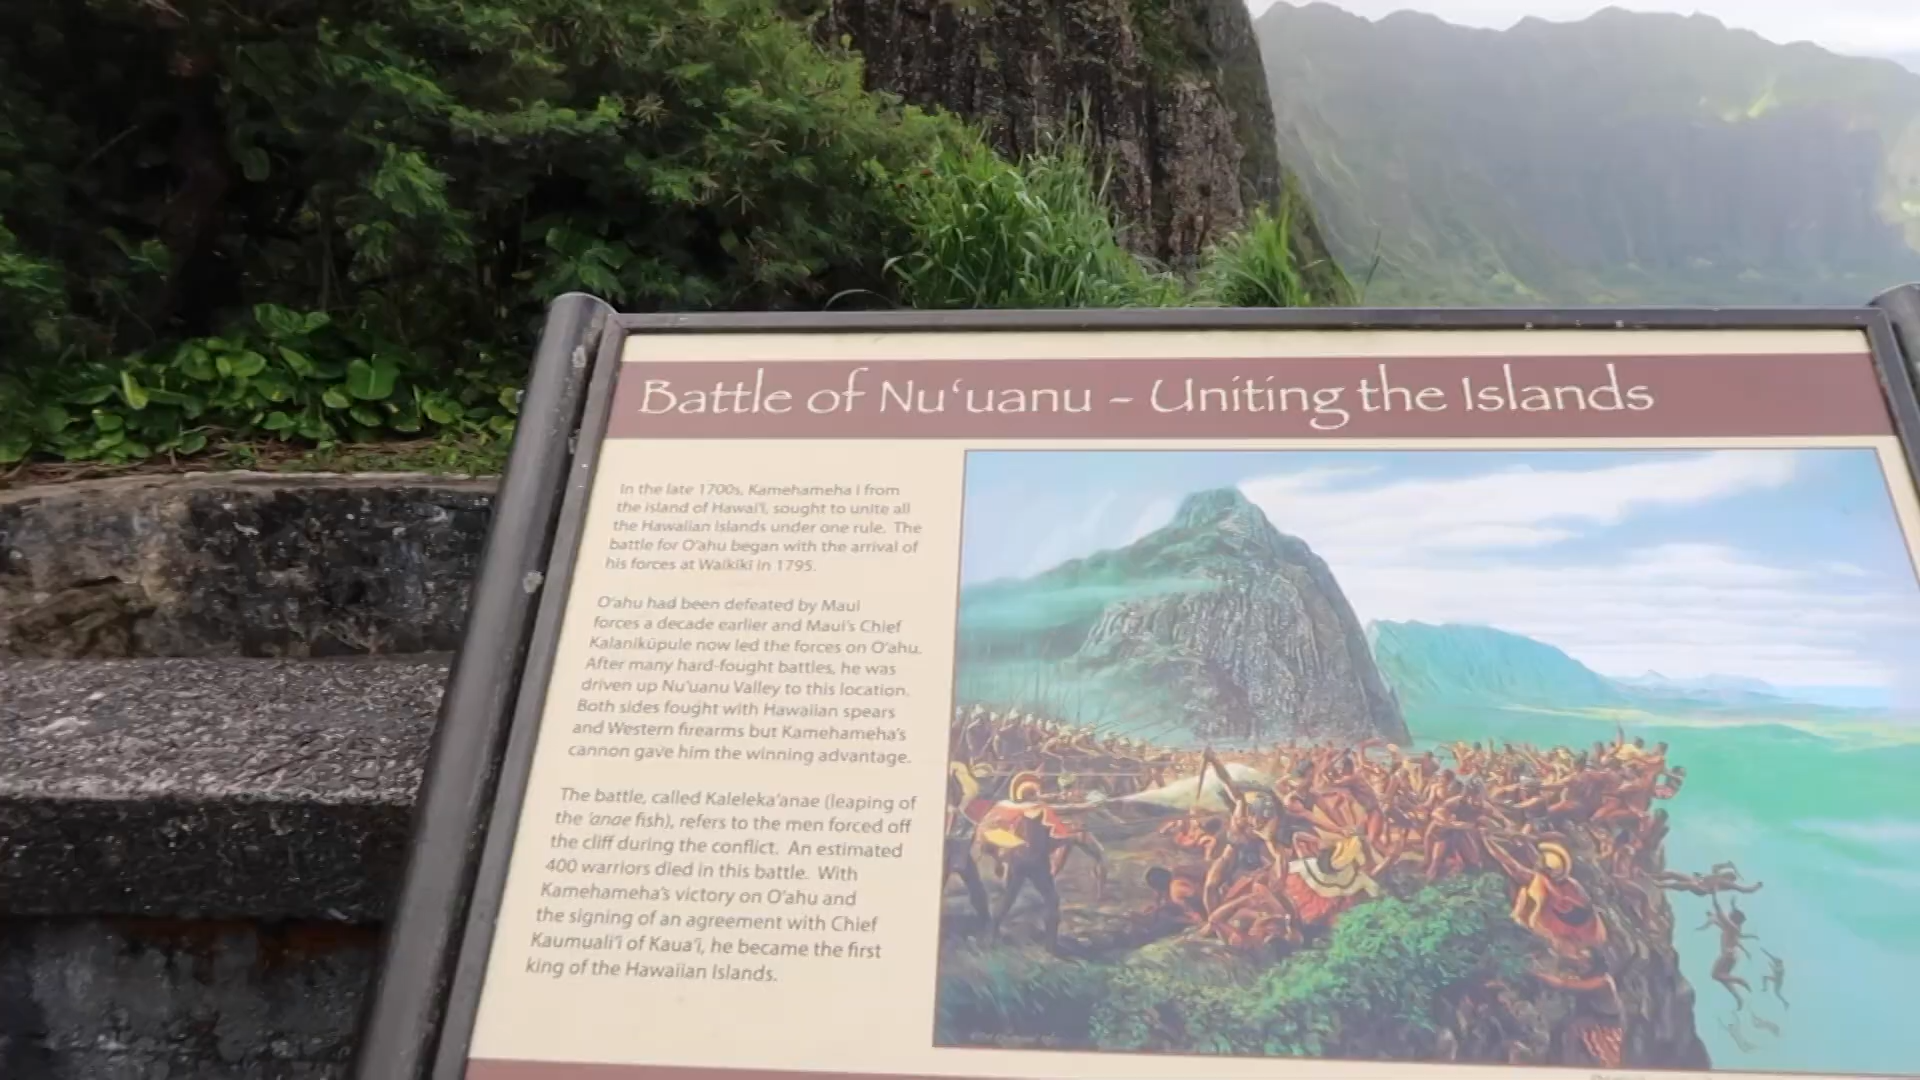 Battle of Nu‘uanu – Uniting the Islands
In the late 1700s, Kamehameha I from
the island of Hawai‘i, sought to unite all
the Hawaiian Islands under one rule. The
battle for O‘ahu began with the arrival of
his forces at Waikīkī in 1795.
O‘ahu had been defeated by Maui
forces a decade earlier and Maui's Chief
Kalanikūpule now led the forces on O‘ahu.
After many hard-fought battles, he was
driven up Nu‘uanu Valley to this location.
Both sides fought with Hawaiian spears
and Western firearms but Kamehameha's
cannon gave him the winning advantage.
The battle, called Kaleleka‘anae (leaping of
the ‘anae fish), refers to the men forced off
the cliff during the conflict. An estimated
400 warriors died in this battle. With
Kamehameha's victory on O‘ahu and
the signing of an agreement with Chief
Kaumuali‘i of Kaua‘i, he became the first
king of the Hawaiian Islands.